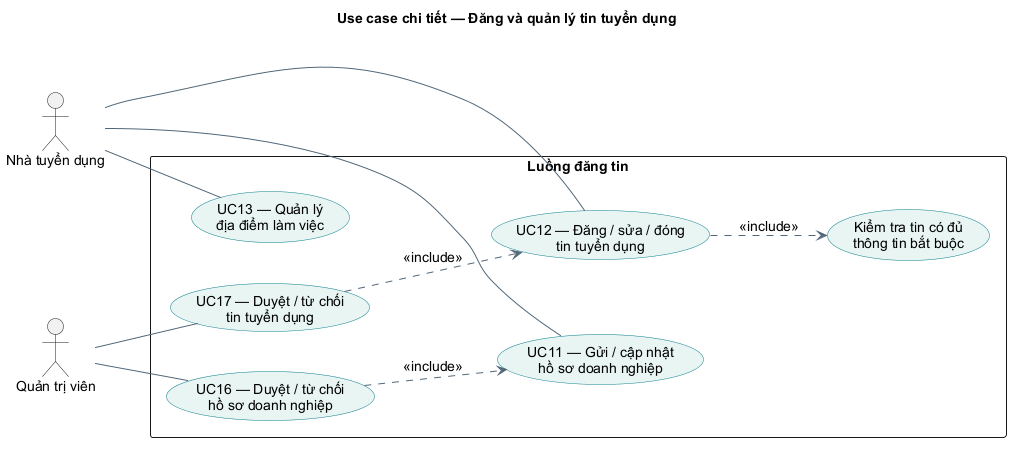 Use case chi tiết — Đăng và quản lý tin tuyển dụng
Nhà tuyển dụng
Luồng đăng tin
UC13 — Quản lý
địa điểm làm việc
UC12 — Đăng / sửa / đóng
tin tuyển dụng
«include»
Kiểm tra tin có đủ
thông tin bắt buộc
«include»
UC17 — Duyệt / từ chối
tin tuyển dụng
Quản trị viên
UC11 — Gửi / cập nhật
hồ sơ doanh nghiệp
«include»
UC16 — Duyệt / từ chối
hồ sơ doanh nghiệp